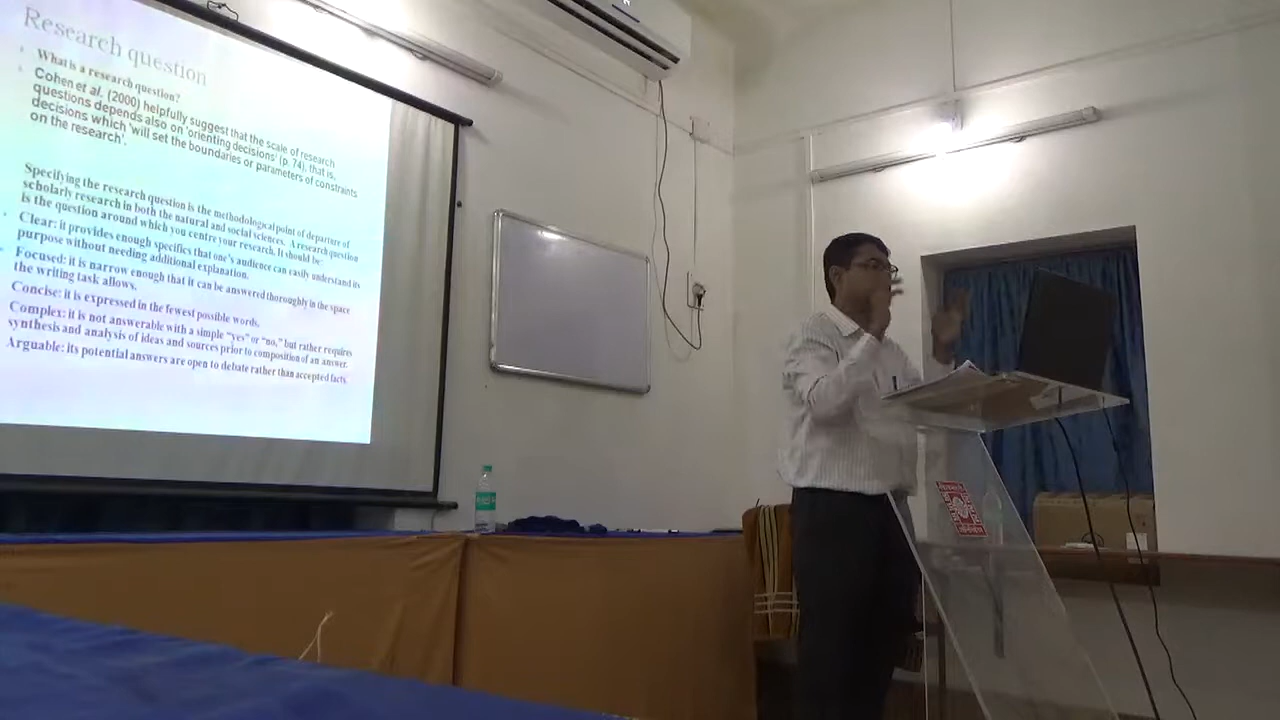 Research question
What is a research question?
Cohen et al. (2000) helpfully suggest that the scale of research
questions depends also on 'orienting decisions' (p. 74), that is,
decisions which 'will set the boundaries or parameters of constraints
on the research'.
Specifying the research question is the methodological point of departure of
scholarly research in both the natural and social sciences. A research question
is the question around which you centre your research. It should be:
Clear: it provides enough specifics that one's audience can easily understand its
purpose without needing additional explanation.
Focused: it is narrow enough that it can be answered thoroughly in the space
the writing task allows.
Concise: it is expressed in the fewest possible words.
Complex: it is not answerable with a simple "yes" or "no," but rather requires
synthesis and analysis of ideas and sources prior to composition of an answer.
Arguable: its potential answers are open to debate rather than accepted facts.